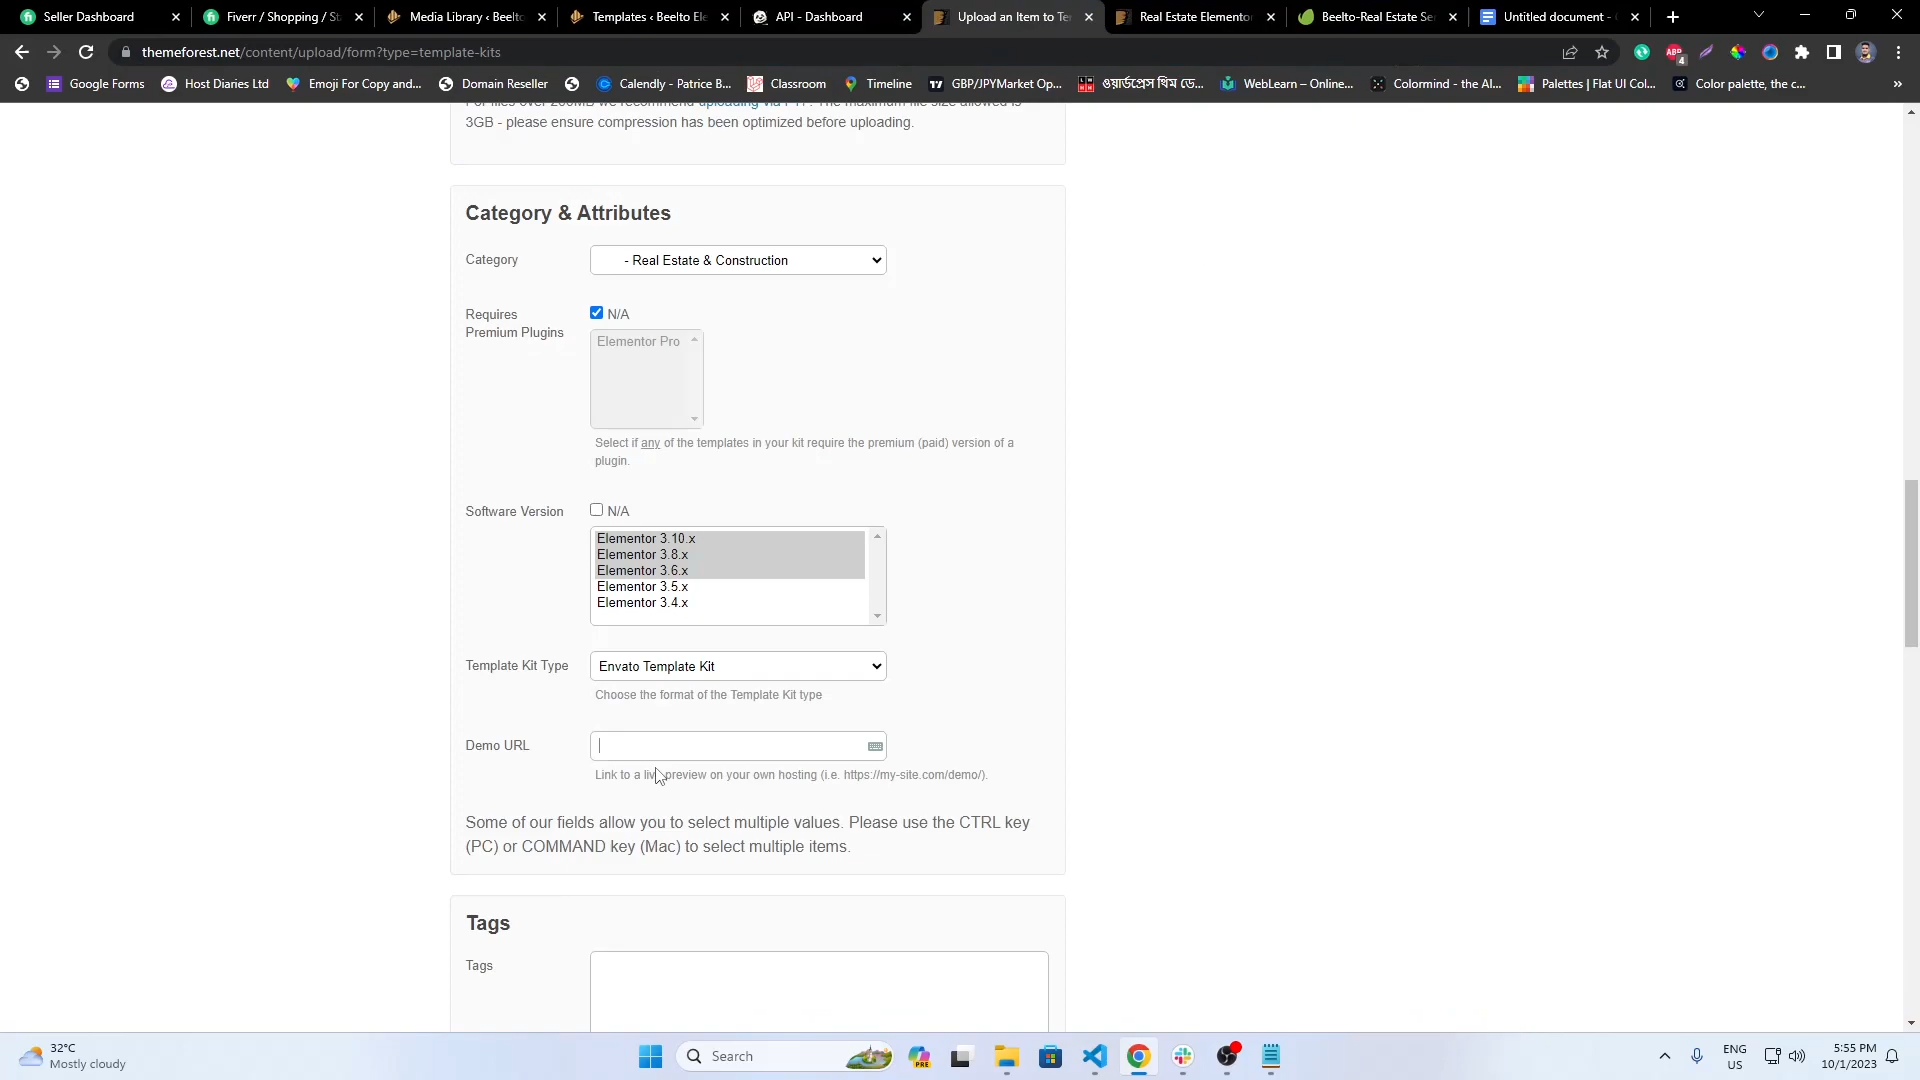 Seller Dashboard
Fiverr / Shopping / St
Media Library ‹ Beelto
Templates ‹ Beelto Ele
API - Dashboard
Upload an Item to Te
Real Estate Elementor
Beelto-Real Estate Ser
Untitled document -
themeforest.net/content/upload/form?type=template-kits
Google Forms
Host Diaries Ltd
Emoji For Copy and...
Domain Reseller
Calendly - Patrice B...
Classroom
Timeline
GBP/JPYMarket Op...
ওয়ার্ডপ্রেস থিম ডে...
WebLearn – Online...
Colormind - the AI...
Palettes | Flat UI Col...
Color palette, the c...
»
For files over 200MB we recommend uploading via FTP. The maximum file size allowed is
3GB - please ensure compression has been optimized before uploading.
Category & Attributes
Category
- Real Estate & Construction
Requires
Premium Plugins
N/A
Elementor Pro
Select if any of the templates in your kit require the premium (paid) version of a
plugin.
Software Version
N/A
Elementor 3.10.x
Elementor 3.8.x
Elementor 3.6.x
Elementor 3.5.x
Elementor 3.4.x
Template Kit Type
Envato Template Kit
Choose the format of the Template Kit type
Demo URL
Link to a live preview on your own hosting (i.e. https://my-site.com/demo/).
Some of our fields allow you to select multiple values. Please use the CTRL key
(PC) or COMMAND key (Mac) to select multiple items.
Tags
Tags
32°C
Mostly cloudy
Search
PRE
ENG
US
5:55 PM
10/1/2023